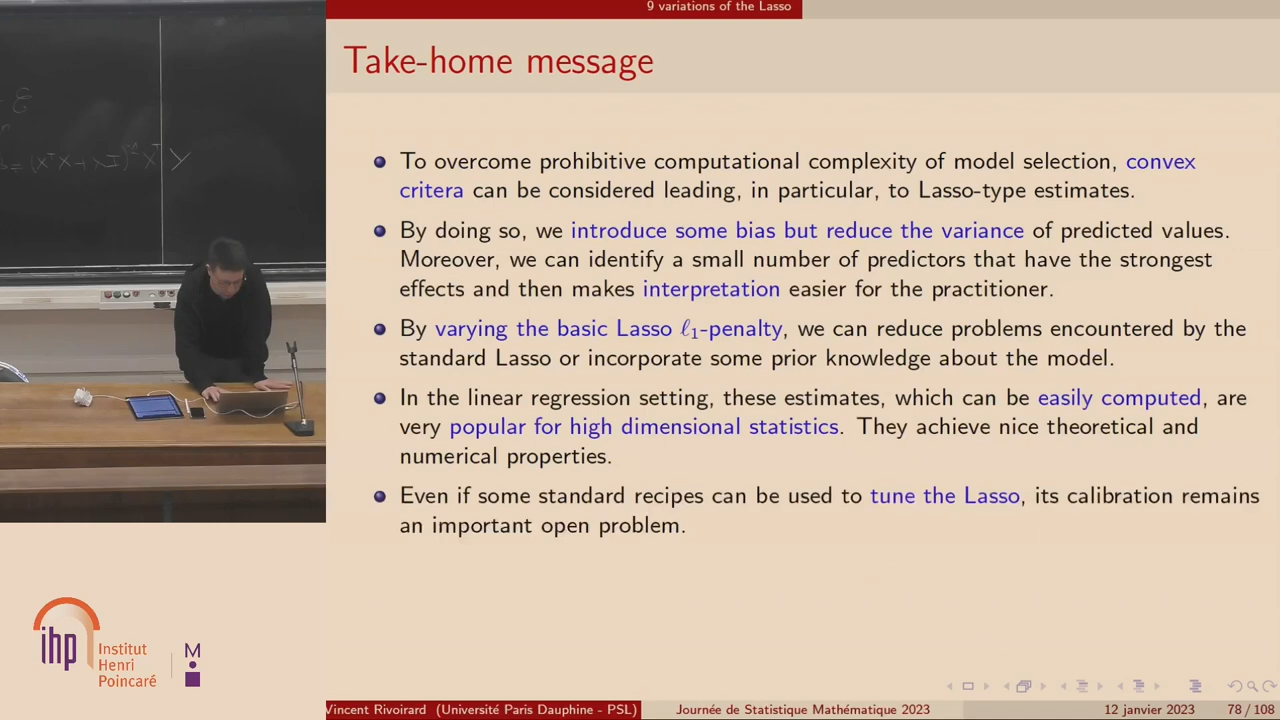 9 variations of the Lasso
Take-home message
To overcome prohibitive computational complexity of model selection, convex
critera can be considered leading, in particular, to Lasso-type estimates.
By doing so, we introduce some bias but reduce the variance of predicted values.
Moreover, we can identify a small number of predictors that have the strongest
effects and then makes interpretation easier for the practitioner.
By varying the basic Lasso ℓ₁-penalty, we can reduce problems encountered by the
standard Lasso or incorporate some prior knowledge about the model.
In the linear regression setting, these estimates, which can be easily computed, are
very popular for high dimensional statistics. They achieve nice theoretical and
numerical properties.
Even if some standard recipes can be used to tune the Lasso, its calibration remains
an important open problem.
ihp Institut
Henri
Poincaré
M
Vincent Rivoirard (Université Paris Dauphine - PSL) Journée de Statistique Mathématique 2023 12 janvier 2023 78 / 108